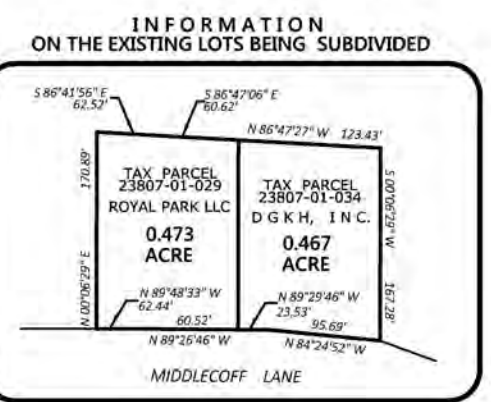 INFORMATION
ON THE EXISTING LOTS BEING SUBDIVIDED
S 86°41'56" E
62.52'
S 86°47'06" E
60.62'
N 86°47'27" W 123.43'
170.89'
N 00°06'29" E
TAX PARCEL
23807-01-029
ROYAL PARK LLC
0.473
ACRE
TAX PARCEL
23807-01-034
D G K H, I N C.
0.467
ACRE
S 00°06'29" W
167.28'
N 89°48'33" W
62.44'
60.52'
N 89°26'46" W
N 89°29'46" W
23.53'
95.69'
N 84°24'52" W
MIDDLECOFF LANE